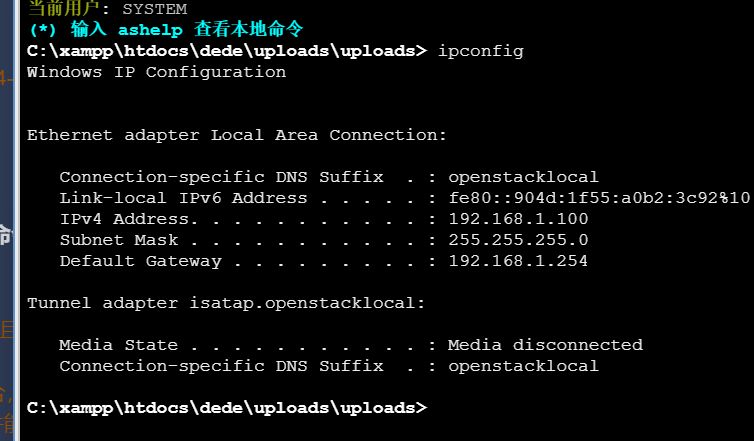 当前用户: SYSTEM
(*) 输入 ashelp 查看本地命令
C:\xampp\htdocs\dede\uploads\uploads> ipconfig
Windows IP Configuration
Ethernet adapter Local Area Connection:
Connection-specific DNS Suffix  . : openstacklocal
Link-local IPv6 Address . . . . . : fe80::904d:1f55:a0b2:3c92%10
IPv4 Address. . . . . . . . . . . : 192.168.1.100
Subnet Mask . . . . . . . . . . . : 255.255.255.0
Default Gateway . . . . . . . . . : 192.168.1.254
Tunnel adapter isatap.openstacklocal:
Media State . . . . . . . . . . . : Media disconnected
Connection-specific DNS Suffix  . : openstacklocal
C:\xampp\htdocs\dede\uploads\uploads>